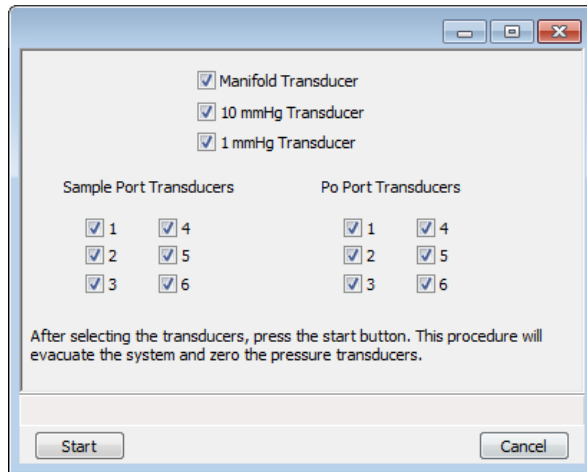 Manifold Transducer
10 mmHg Transducer
1 mmHg Transducer
Sample Port Transducers Po Port Transducers
1 4 1 4
2 5 2 5
3 6 3 6
After selecting the transducers, press the start button. This procedure will
evacuate the system and zero the pressure transducers.
Start Cancel